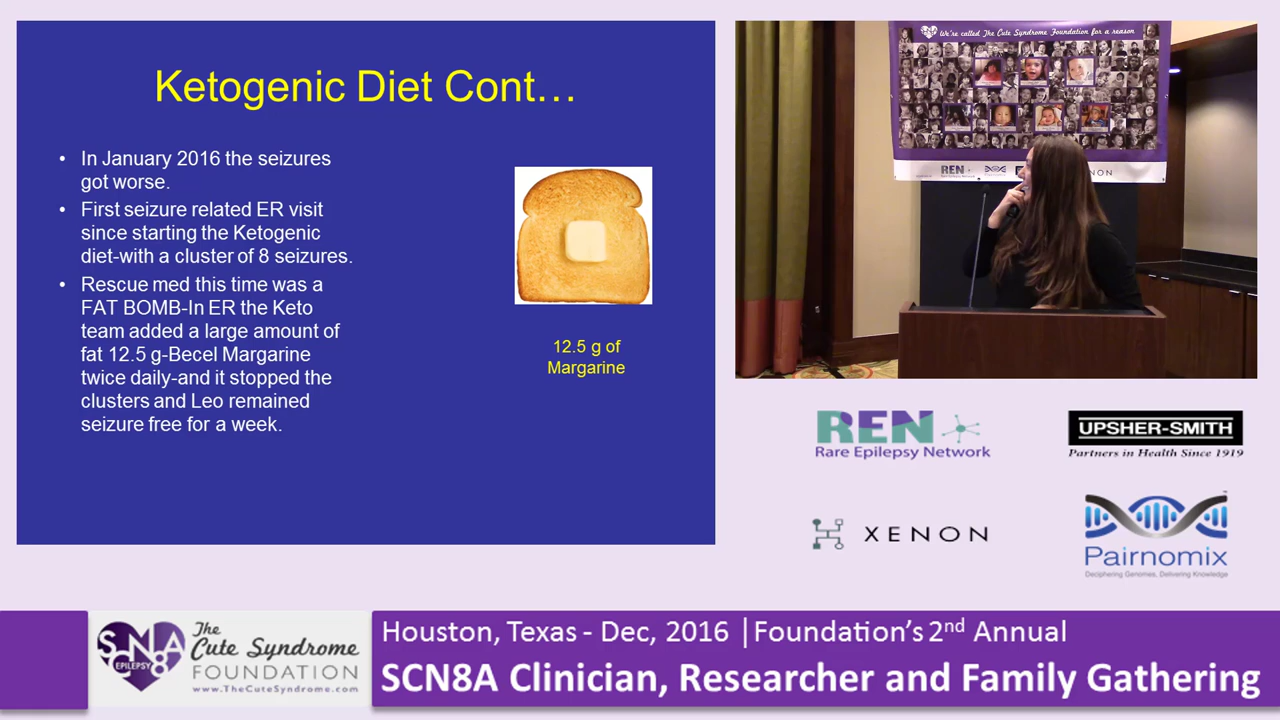 Ketogenic Diet Cont...
• In January 2016 the seizures
got worse.
• First seizure related ER visit
since starting the Ketogenic
diet-with a cluster of 8 seizures.
• Rescue med this time was a
FAT BOMB-In ER the Keto
team added a large amount of
fat 12.5 g-Becel Margarine
twice daily-and it stopped the
clusters and Leo remained
seizure free for a week.
12.5 g of
Margarine
We're called The Cute Syndrome Foundation for a reason
REN
NON
REN
Rare Epilepsy Network
UPSHER-SMITH
Partners in Health Since 1919
XENON
Pairnomix
Deciphering Genomes, Delivering Knowledge
SCN8A
EPILEPSY
The
Cute Syndrome
FOUNDATION
www.TheCuteSyndrome.com
Houston, Texas - Dec, 2016 | Foundation's 2nd Annual
SCN8A Clinician, Researcher and Family Gathering